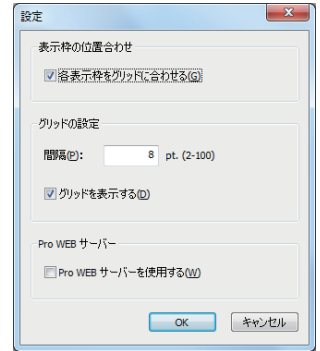 設定
表示枠の位置合わせ
各表示枠をグリッドに合わせる(G)
グリッドの設定
間隔(P): 8 pt. (2-100)
グリッドを表示する(D)
Pro WEB サーバー
Pro WEB サーバーを使用する(W)
OK キャンセル